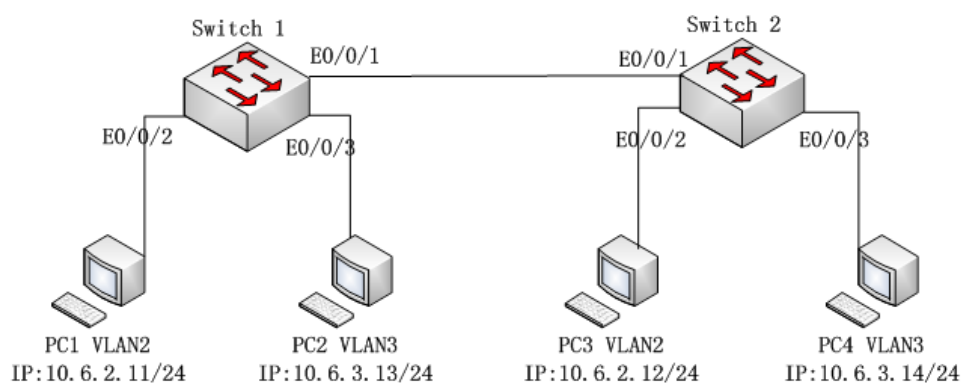 Switch 1
Switch 2
E0/0/1
E0/0/1
E0/0/2
E0/0/3
E0/0/2
E0/0/3
PC1 VLAN2
IP:10.6.2.11/24
PC2 VLAN3
IP:10.6.3.13/24
PC3 VLAN2
IP:10.6.2.12/24
PC4 VLAN3
IP:10.6.3.14/24